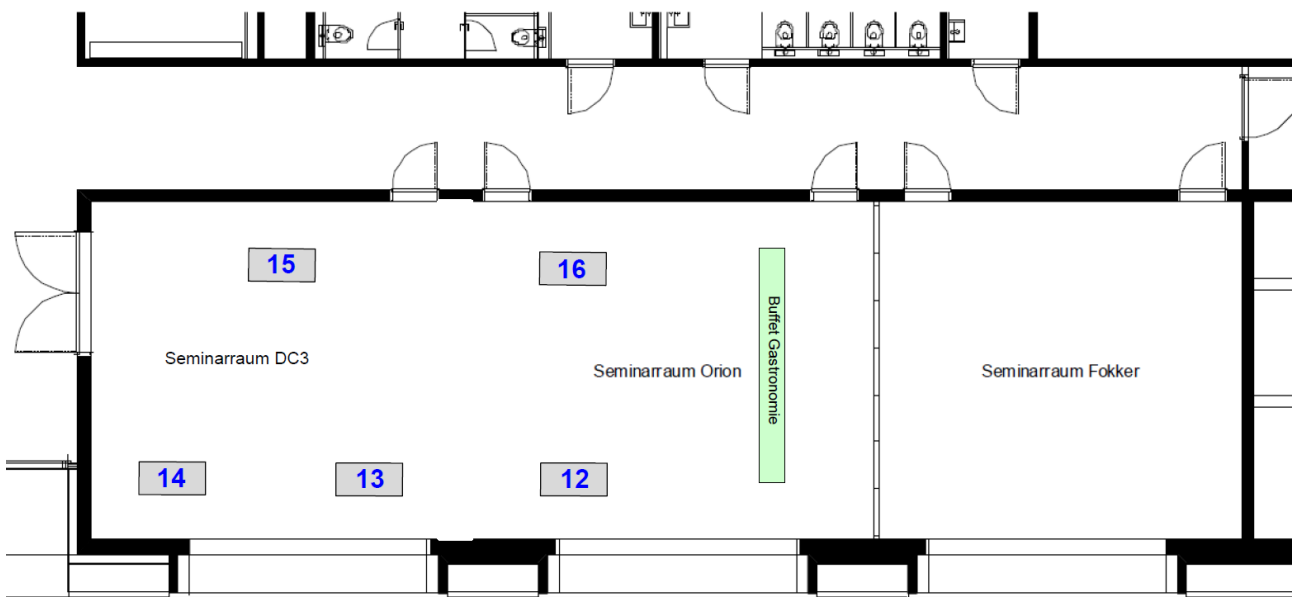 15
16
Buffet Gastronomie
Seminarraum DC3
Seminarraum Orion
Seminarraum Fokker
14
13
12